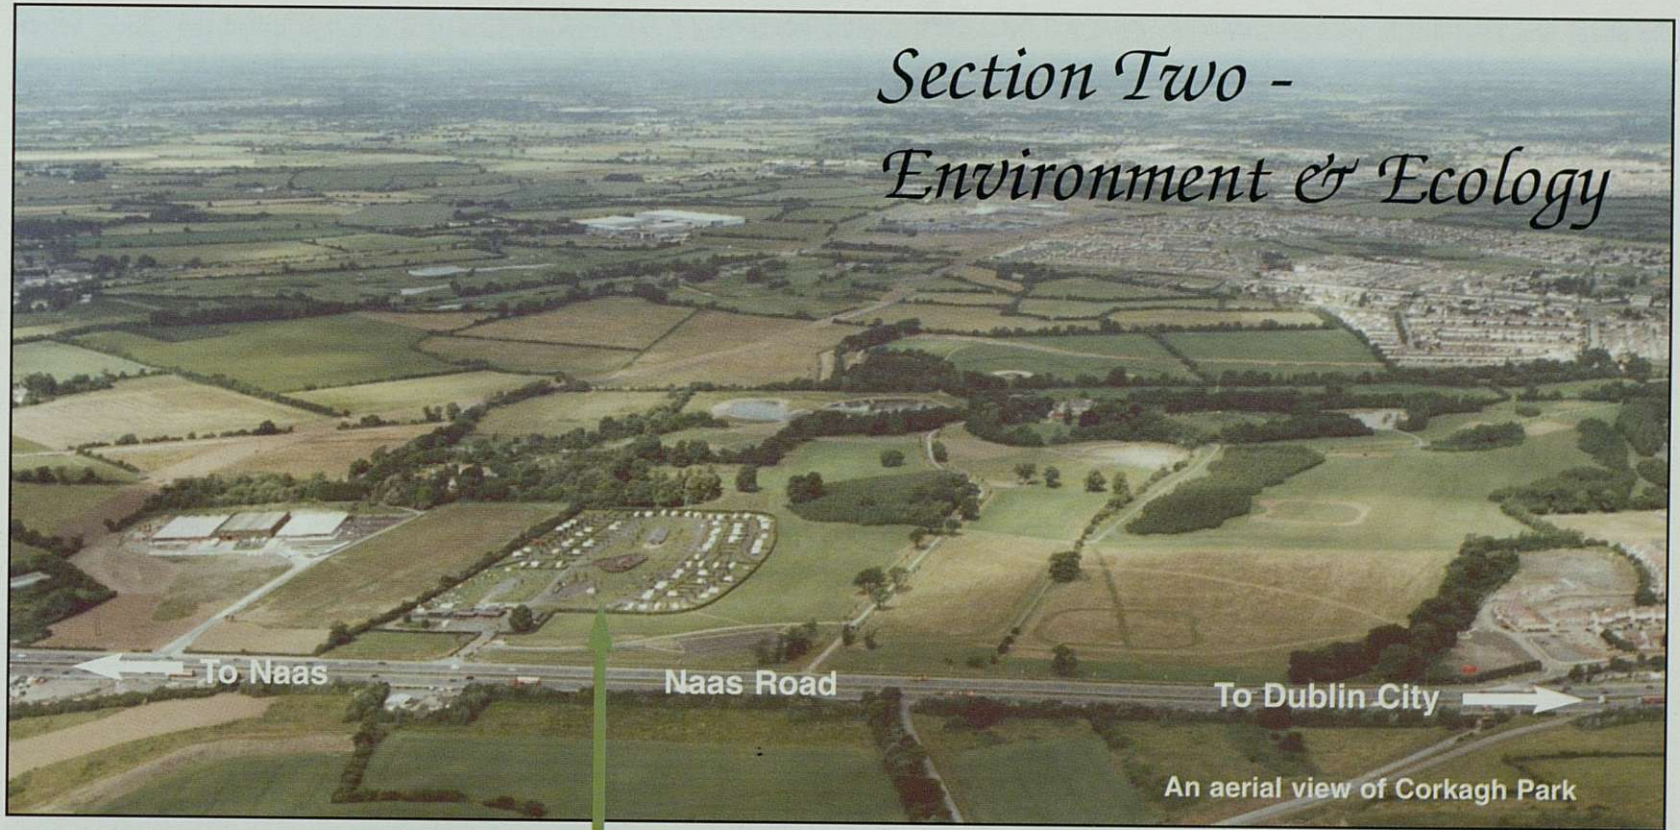 Section Two -
Environment & Ecology
To Naas
Naas Road
To Dublin City
An aerial view of Corkagh Park